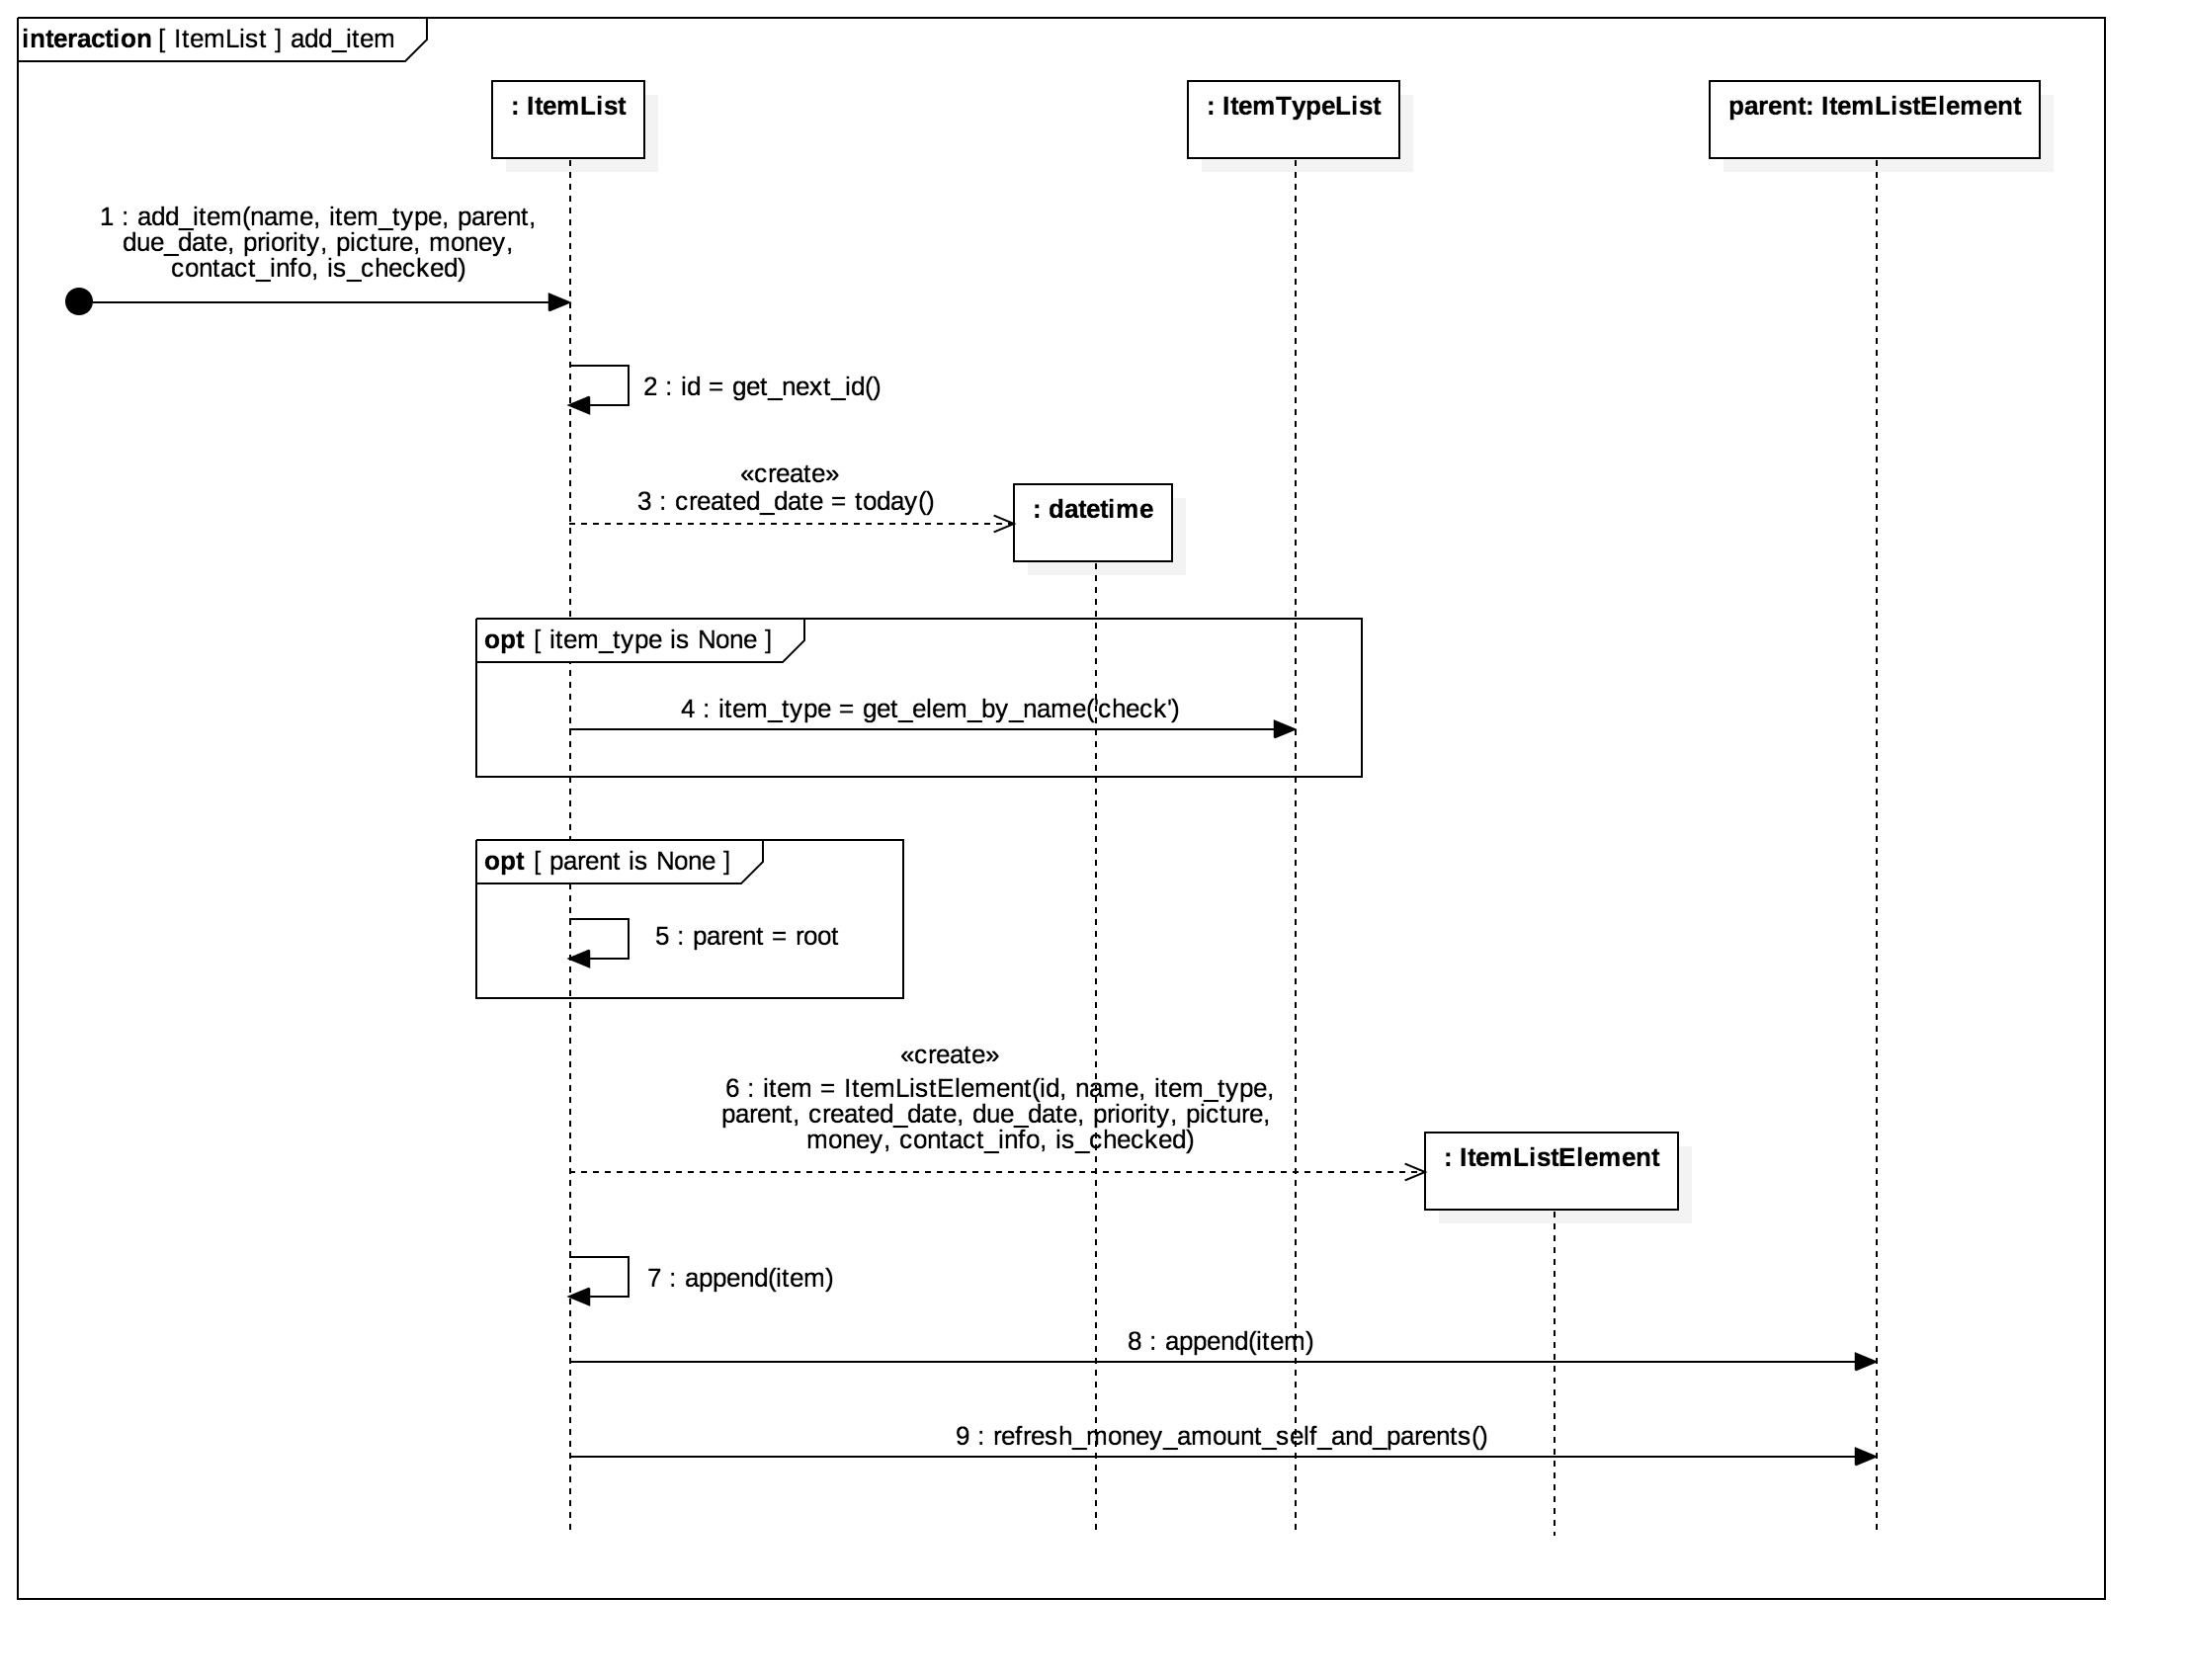 interaction [ ItemList ] add_item
: ItemList
: ItemTypeList
parent: ItemListElement
1 : add_item(name, item_type, parent,
due_date, priority, picture, money,
contact_info, is_checked)
2 : id = get_next_id()
«create»
3 : created_date = today()
: datetime
opt [ item_type is None ]
4 : item_type = get_elem_by_name('check')
opt [ parent is None ]
5 : parent = root
«create»
6 : item = ItemListElement(id, name, item_type,
parent, created_date, due_date, priority, picture,
money, contact_info, is_checked)
: ItemListElement
7 : append(item)
8 : append(item)
9 : refresh_money_amount_self_and_parents()